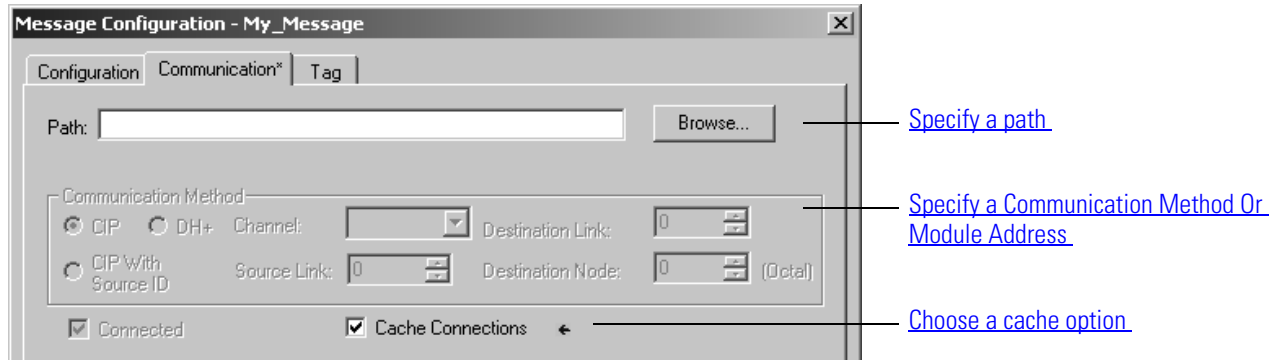 Message Configuration - My_Message
Configuration Communication* Tag
Path: Browse...
Specify a path
Communication Method
CIP DH+ Channel: Destination Link: 0
CIP With
Source ID
Source Link: 0 Destination Node: 0 (Octal)
Specify a Communication Method Or
Module Address
Connected Cache Connections
Choose a cache option